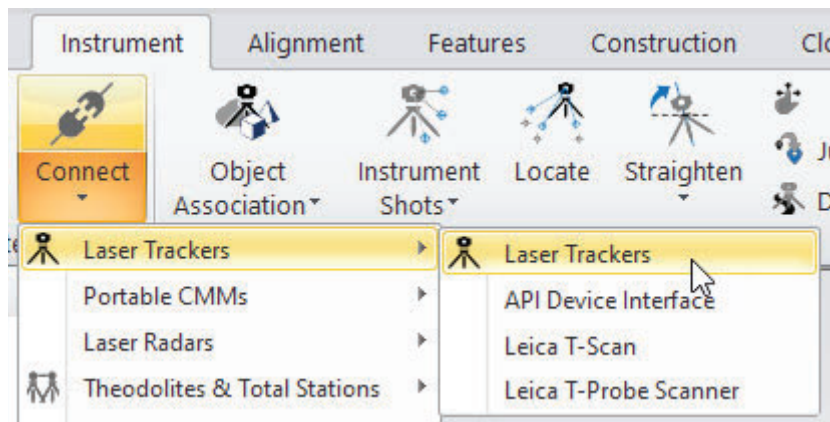 Instrument Alignment Features Construction
Connect
Object Association
Instrument Shots
Locate
Straighten
Laser Trackers
Portable CMMs
Laser Radars
Theodolites & Total Stations
Laser Trackers
API Device Interface
Leica T-Scan
Leica T-Probe Scanner